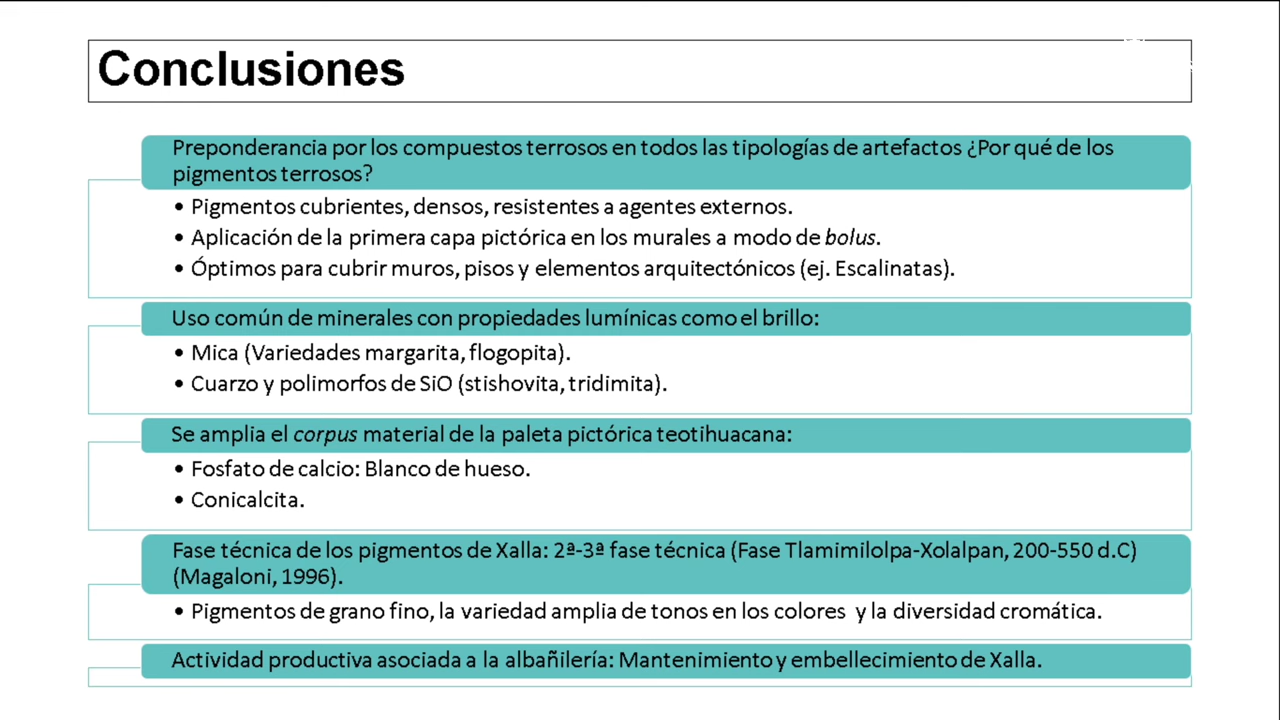 Conclusiones
Preponderancia por los compuestos terrosos en todos las tipologías de artefactos ¿Por qué de los
pigmentos terrosos?
• Pigmentos cubrientes, densos, resistentes a agentes externos.
• Aplicación de la primera capa pictórica en los murales a modo de bolus.
• Óptimos para cubrir muros, pisos y elementos arquitectónicos (ej. Escalinatas).
Uso común de minerales con propiedades lumínicas como el brillo:
• Mica (Variedades margarita, flogopita).
• Cuarzo y polimorfos de SiO (stishovita, tridimita).
Se amplia el corpus material de la paleta pictórica teotihuacana:
• Fosfato de calcio: Blanco de hueso.
• Conicalcita.
Fase técnica de los pigmentos de Xalla: 2ª-3ª fase técnica (Fase Tlamimilolpa-Xolalpan, 200-550 d.C)
(Magaloni, 1996).
• Pigmentos de grano fino, la variedad amplia de tonos en los colores y la diversidad cromática.
Actividad productiva asociada a la albañilería: Mantenimiento y embellecimiento de Xalla.